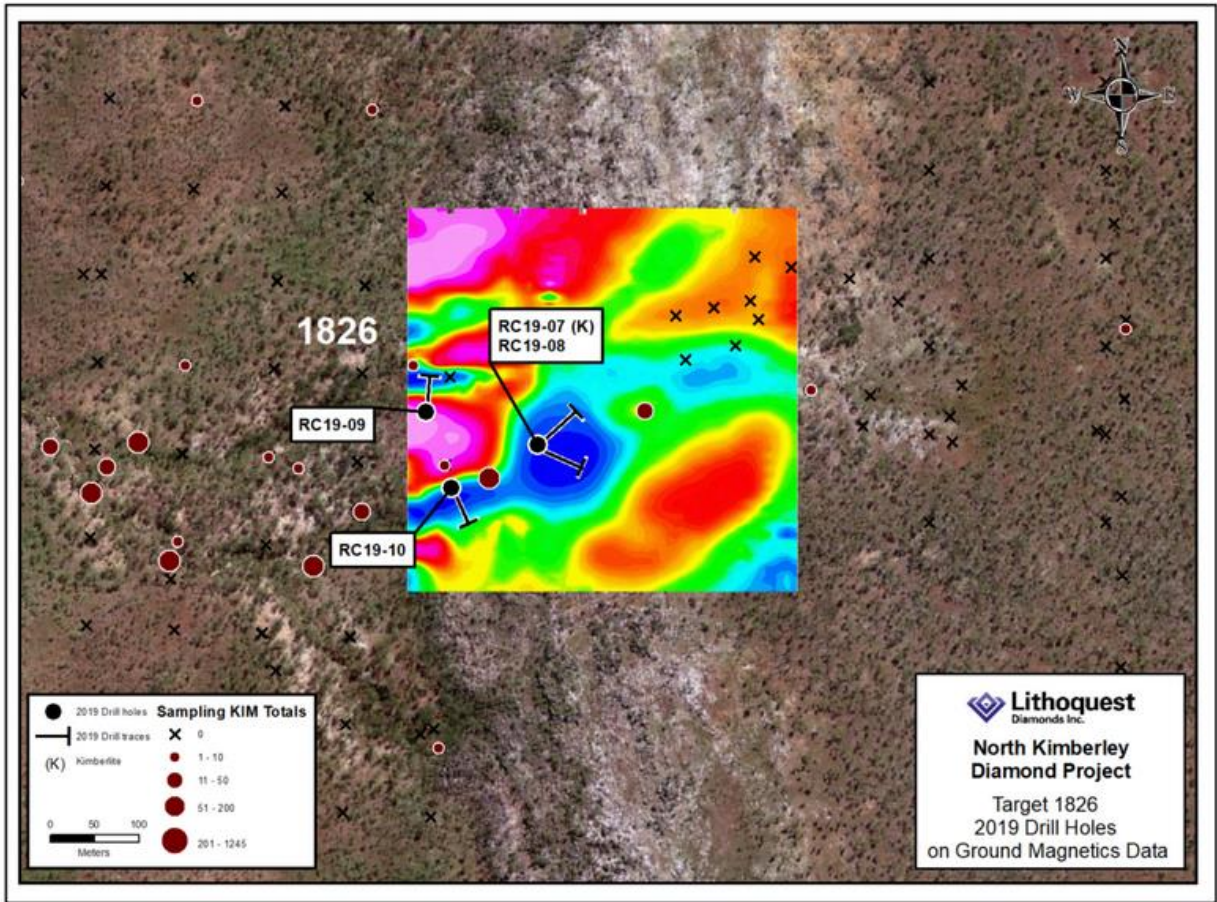 N
W E
S
1826
RC19-07 (K)
RC19-08
RC19-09
RC19-10
2019 Drill holes
2019 Drill traces
(K) Kimberlite
0 50 100
Meters
Sampling KIM Totals
0
1 - 10
11 - 50
51 - 200
201 - 1245
Lithoquest
Diamonds Inc.
North Kimberley
Diamond Project
Target 1826
2019 Drill Holes
on Ground Magnetics Data